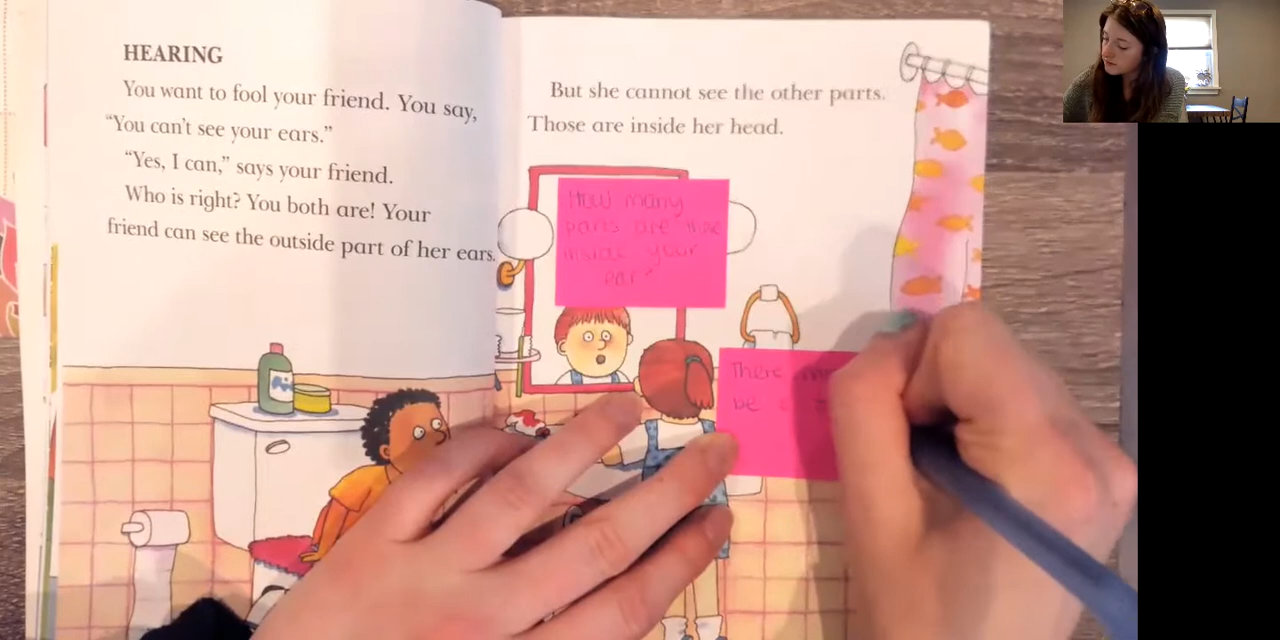 HEARING
You want to fool your friend. You say,
“You can’t see your ears.”
“Yes, I can,” says your friend.
Who is right? You both are! Your
friend can see the outside part of her ears.
But she cannot see the other parts.
Those are inside her head.
How many
parts are
inside your
ear
There
be